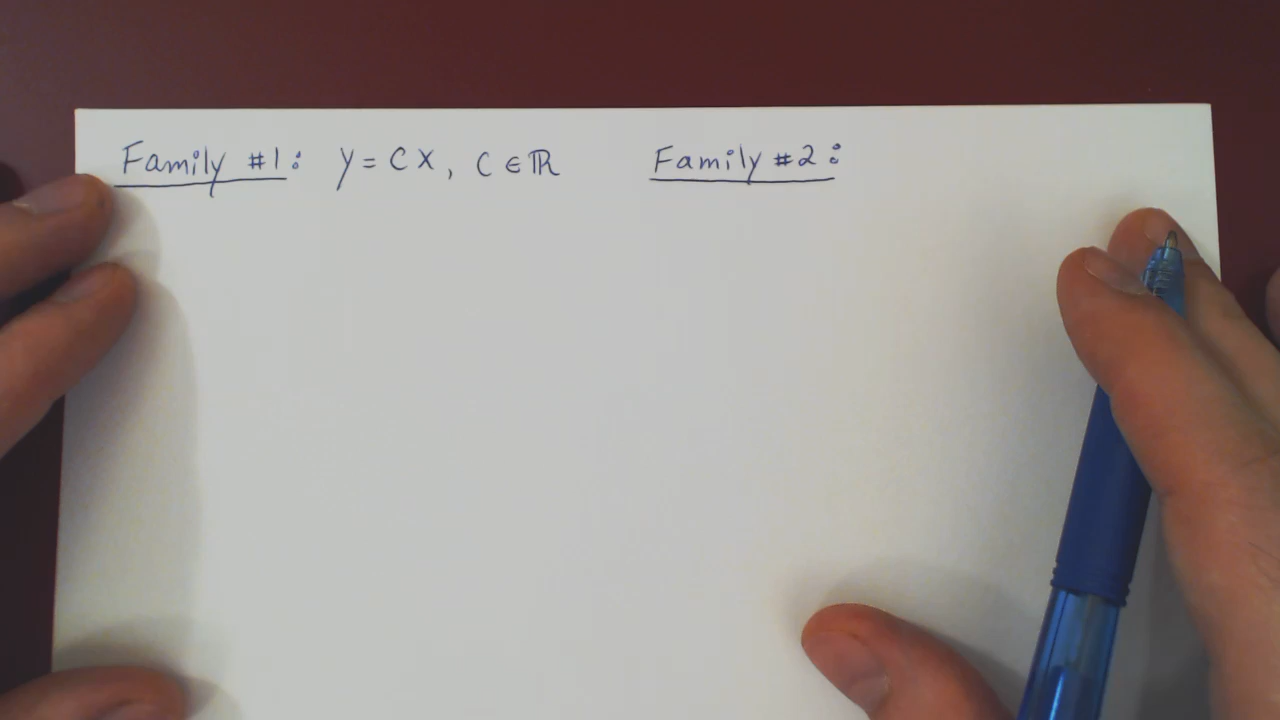 Family #1: y = Cx, C ∈ ℝ Family #2: